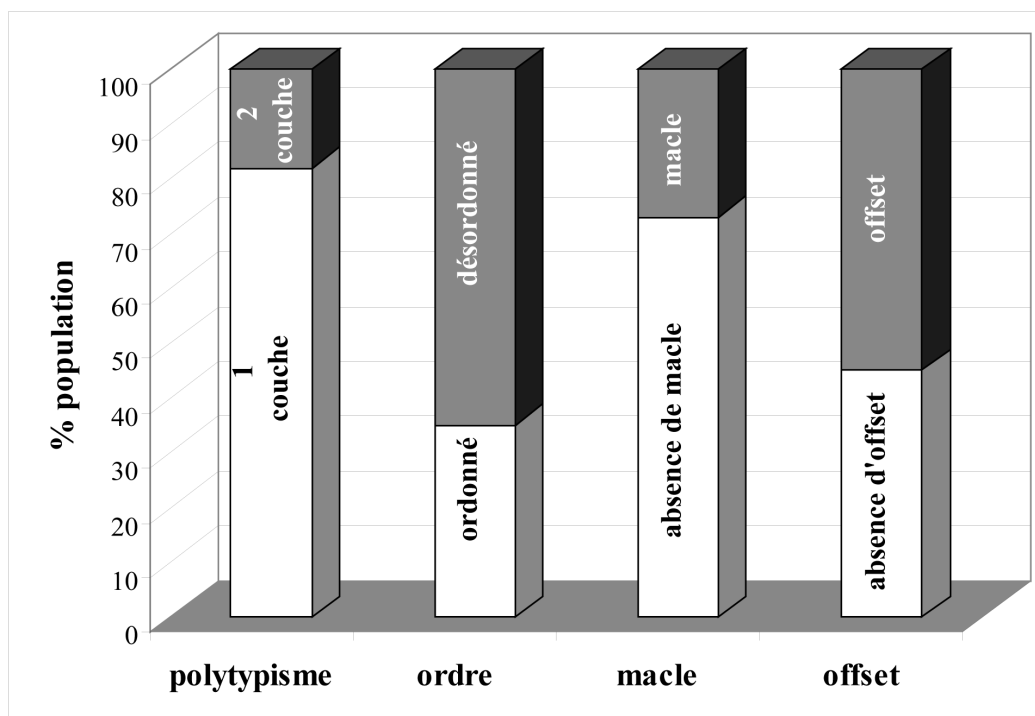 % population
100
90
80
70
60
50
40
30
20
10
0
2
couche
1
couche
désordonné
ordonné
macle
absence de macle
offset
absence d'offset
polytypisme
ordre
macle
offset